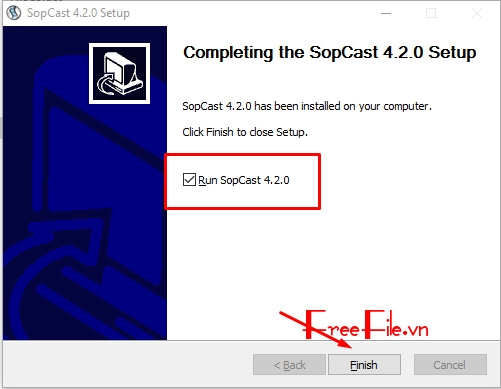 SopCast 4.2.0 Setup
Completing the SopCast 4.2.0 Setup
SopCast 4.2.0 has been installed on your computer.
Click Finish to close Setup.
Run SopCast 4.2.0
FreeFile.vn
< Back
Finish
Cancel